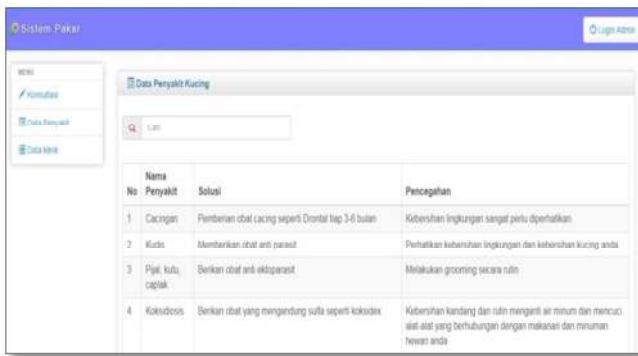 Sistem Pakar
Login Admin
MENU
Konsultasi
Data Penyakit
Data klinik
Data Penyakit Kucing
Cari
No Nama Penyakit Solusi Pencegahan
1 Cacingan Pemberian obat cacing seperti Drontal tiap 3-6 bulan Kebersihan lingkungan sangat perlu diperhatikan
2 Kudis Memberikan obat anti parasit Perhatikan kebersihan lingkungan dan kebersihan kucing anda
3 Pijal, kutu, caplak Berikan obat anti ektoparasit Melakukan grooming secara rutin
4 Koksidiosis Berikan obat yang mengandung sulfa seperti koksidex Kebersihan kandang dan rutin menganti air minum dan mencuci
alat-alat yang berhubungan dengan makanan dan minuman
hewan anda